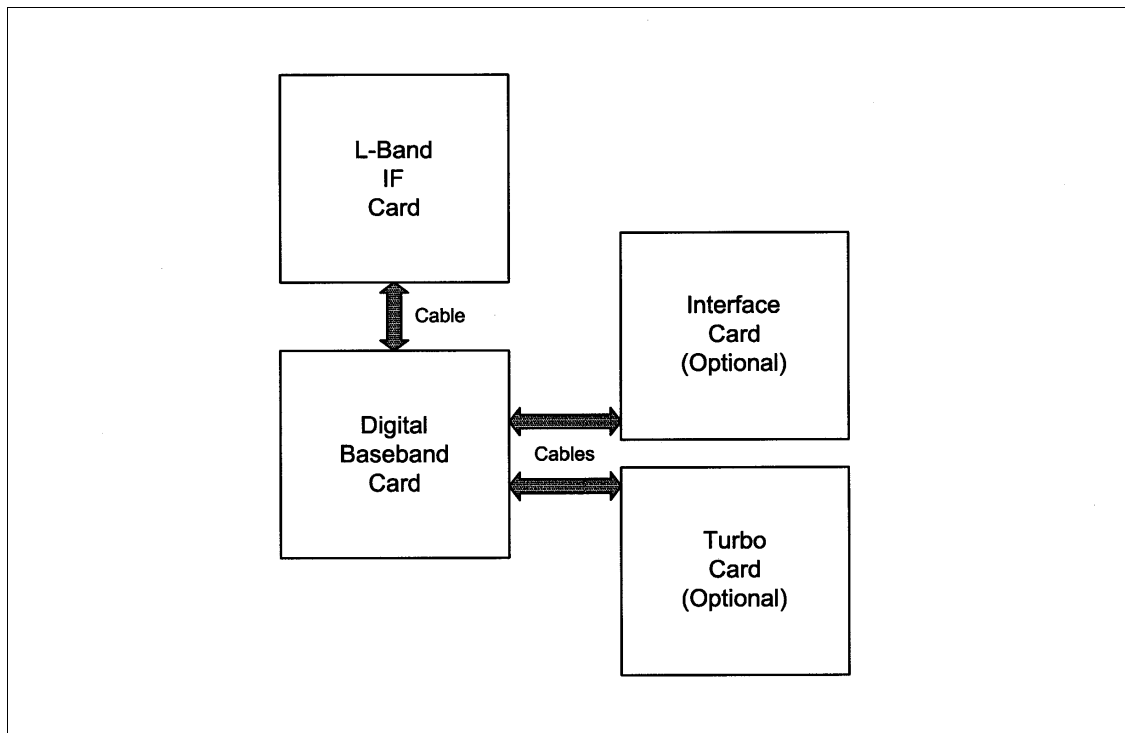 L-Band
IF
Card
Cable
Interface
Card
(Optional)
Digital
Baseband
Card
Cables
Turbo
Card
(Optional)